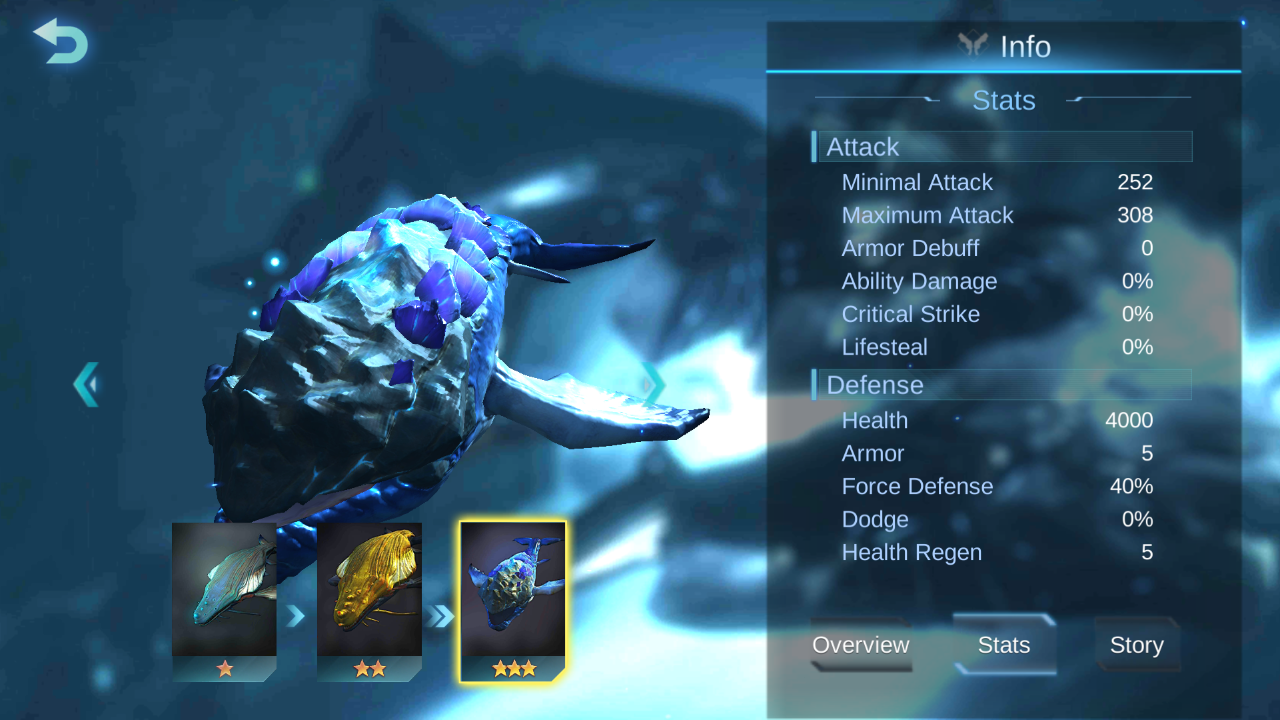 Info
Stats
Attack
Minimal Attack 252
Maximum Attack 308
Armor Debuff 0
Ability Damage 0%
Critical Strike 0%
Lifesteal 0%
Defense
Health 4000
Armor 5
Force Defense 40%
Dodge 0%
Health Regen 5
Overview Stats Story